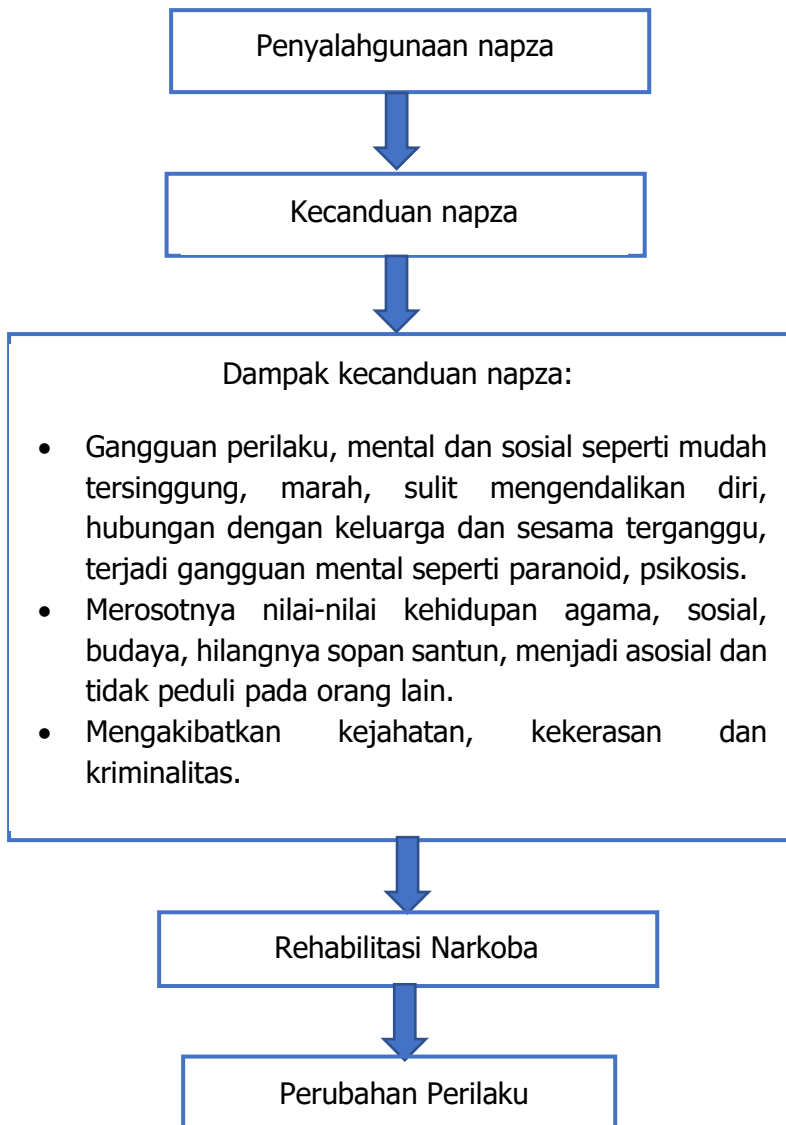 Penyalahgunaan napza
Kecanduan napza
Dampak kecanduan napza:
• Gangguan perilaku, mental dan sosial seperti mudah
tersinggung, marah, sulit mengendalikan diri,
hubungan dengan keluarga dan sesama terganggu,
terjadi gangguan mental seperti paranoid, psikosis.
• Merosotnya nilai-nilai kehidupan agama, sosial,
budaya, hilangnya sopan santun, menjadi asosial dan
tidak peduli pada orang lain.
• Mengakibatkan kejahatan, kekerasan dan
kriminalitas.
Rehabilitasi Narkoba
Perubahan Perilaku